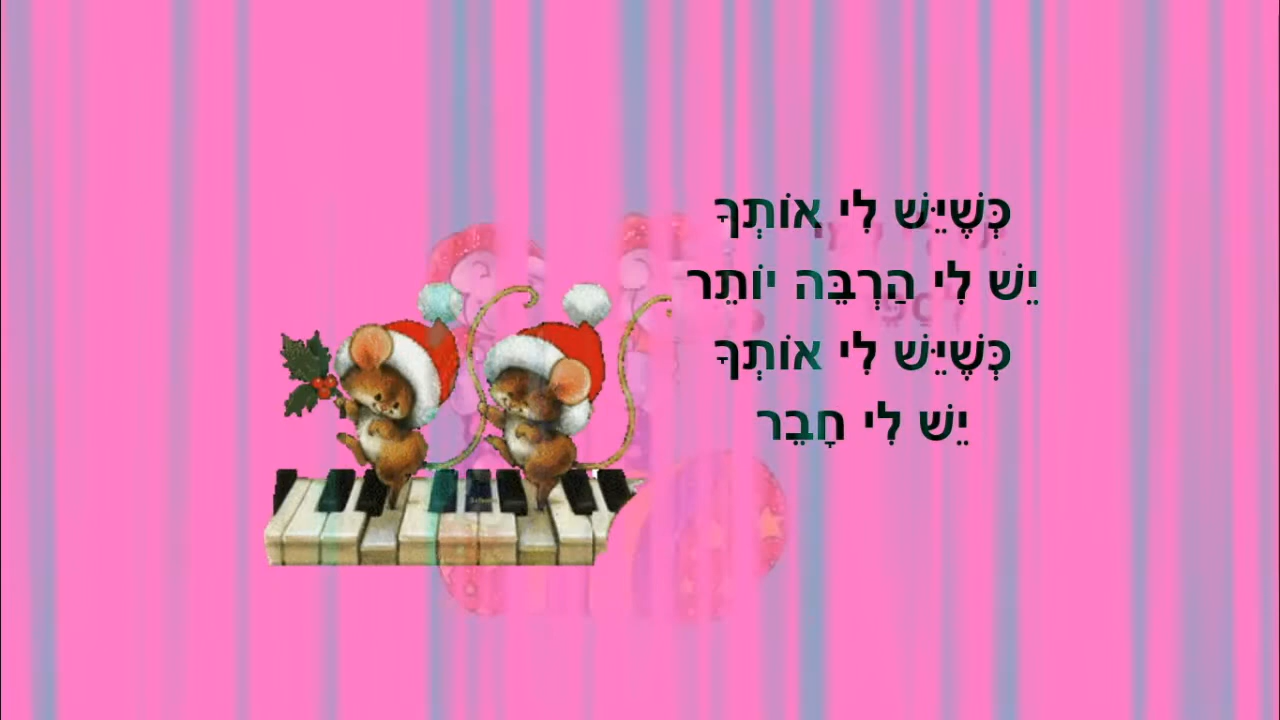 כְּשֶׁיֵּשׁ לִי אוֹתְךָ
יֵשׁ לִי הַרְבֵּה יוֹתֵר
כְּשֶׁיֵּשׁ לִי אוֹתְךָ
יֵשׁ לִי חָבֵר